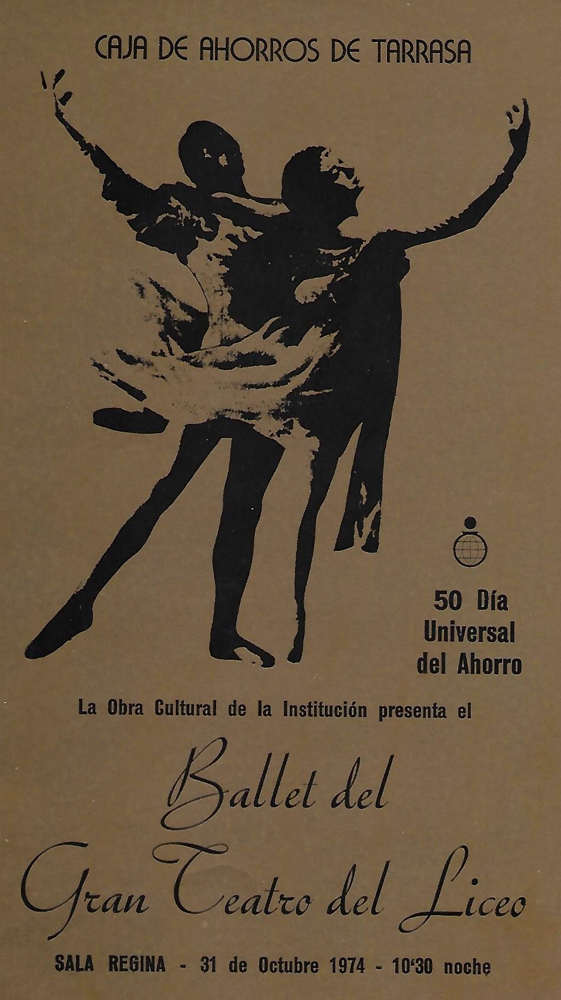 CAJA DE AHORROS DE TARRASA
50 Día
Universal
del Ahorro
La Obra Cultural de la Institución presenta el
Ballet del
Gran Teatro del Liceo
SALA REGINA - 31 de Octubre 1974 - 10'30 noche